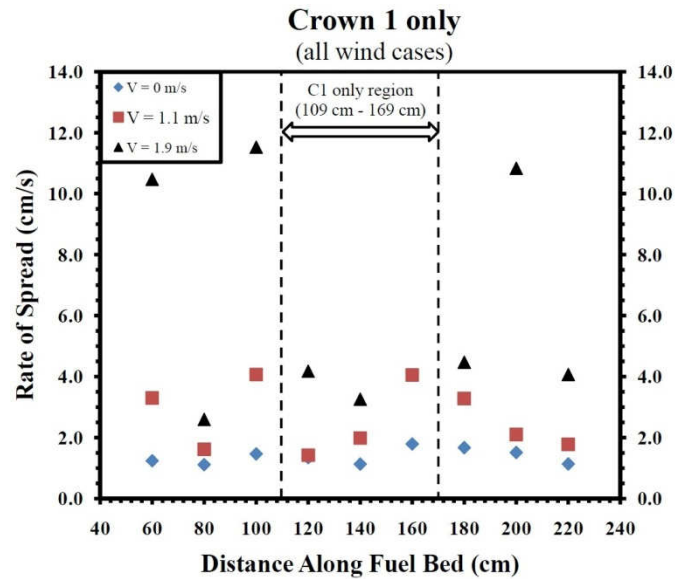 Crown 1 only
(all wind cases)
14.0
12.0
10.0
8.0
6.0
4.0
2.0
0.0
Rate of Spread (cm/s)
V = 0 m/s
V = 1.1 m/s
V = 1.9 m/s
C1 only region
(109 cm - 169 cm)
14.0
12.0
10.0
8.0
6.0
4.0
2.0
0.0
40 60 80 100 120 140 160 180 200 220 240
Distance Along Fuel Bed (cm)